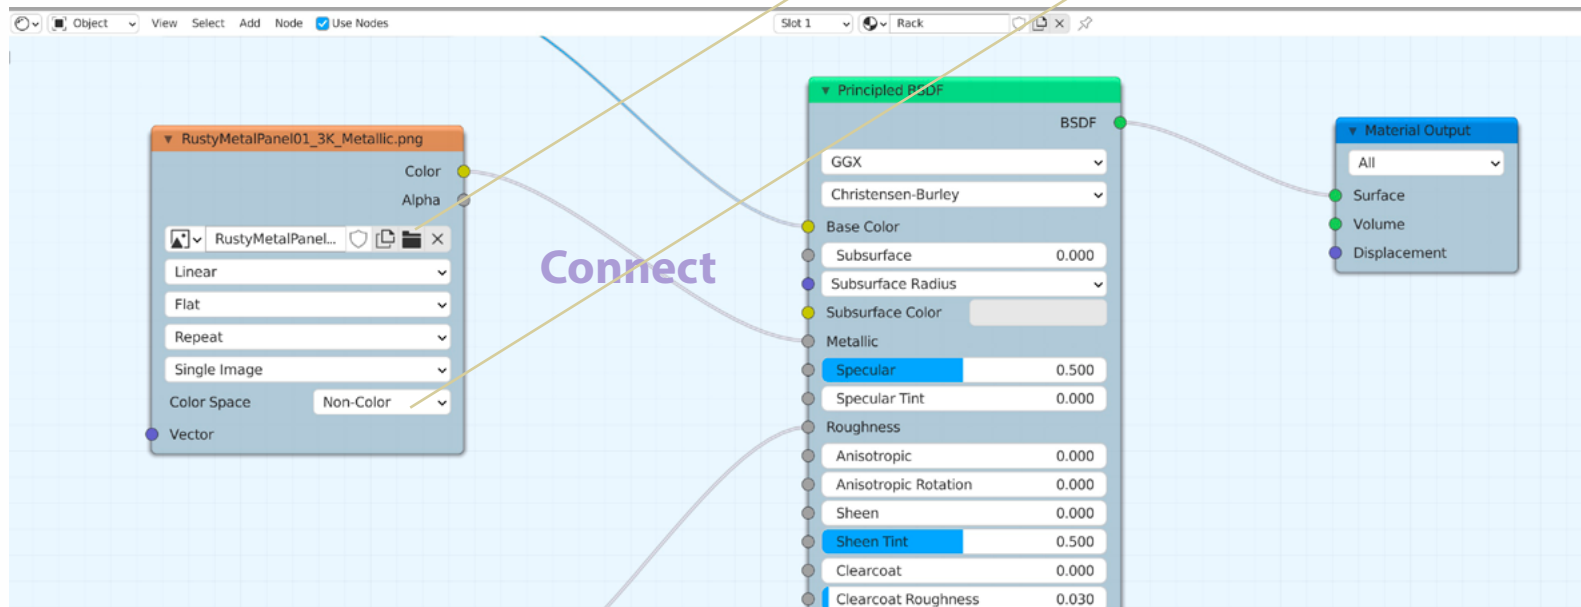 Object View Select Add Node Use Nodes Slot 1 Rack
Principled BSDF
RustyMetalPanel01_3K_Metallic.png
BSDF
Material Output
Color
GGX
All
Alpha
Christensen-Burley
Surface
Base Color
Volume
RustyMetalPanel...
Connect
Subsurface 0.000
Displacement
Linear
Subsurface Radius
Flat
Subsurface Color
Repeat
Metallic
Single Image
Specular 0.500
Color Space Non-Color
Specular Tint 0.000
Vector
Roughness
Anisotropic 0.000
Anisotropic Rotation 0.000
Sheen 0.000
Sheen Tint 0.500
Clearcoat 0.000
Clearcoat Roughness 0.030